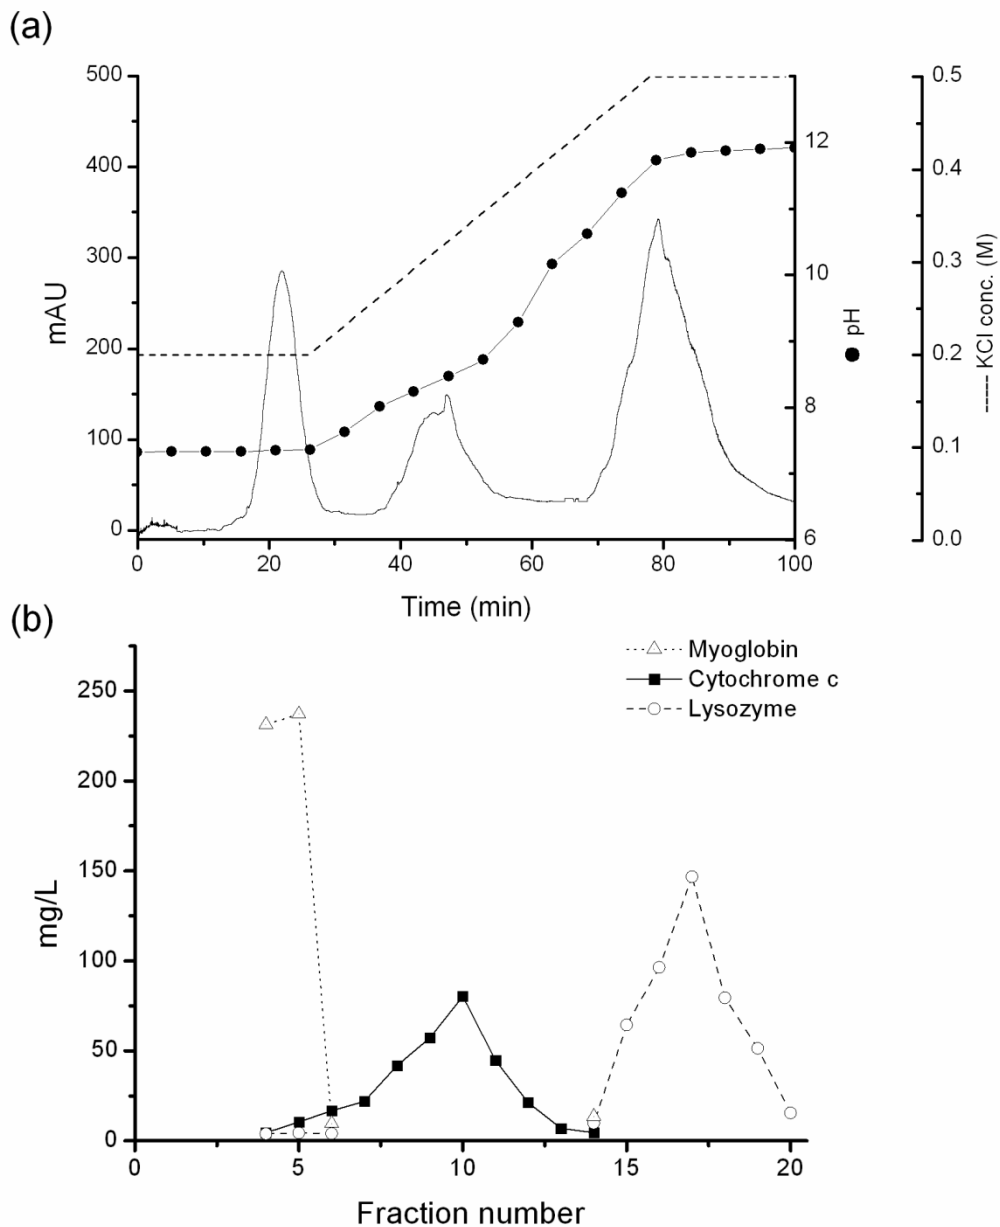 (a)
500
400
300
200
100
0
mAU
0 20 40 60 80 100
Time (min)
12
10
8
6
pH
0.5
0.4
0.3
0.2
0.1
0.0
KCl conc. (M)
(b)
Myoglobin
Cytochrome c
Lysozyme
250
200
150
100
50
0
mg/L
0 5 10 15 20
Fraction number